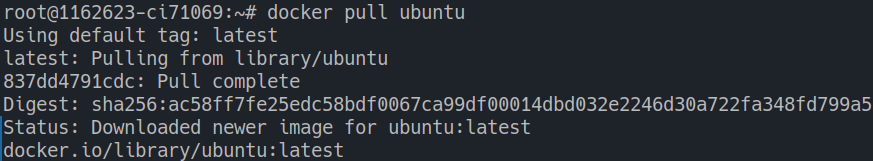 root@1162623-ci71069:~# docker pull ubuntu
Using default tag: latest
latest: Pulling from library/ubuntu
837dd4791cdc: Pull complete
Digest: sha256:ac58ff7fe25edc58bdf0067ca99df00014dbd032e2246d30a722fa348fd799a5
Status: Downloaded newer image for ubuntu:latest
docker.io/library/ubuntu:latest